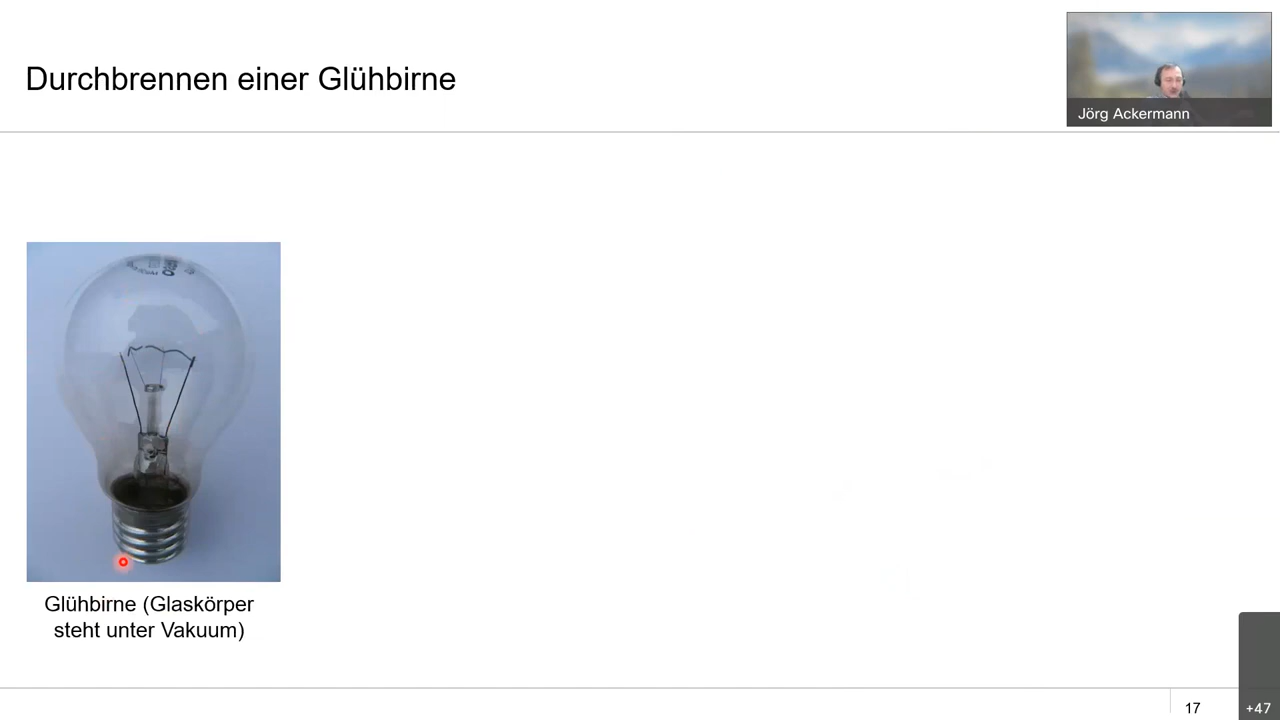 Durchbrennen einer Glühbirne
Jörg Ackermann
Glühbirne (Glaskörper
steht unter Vakuum)
17
+47